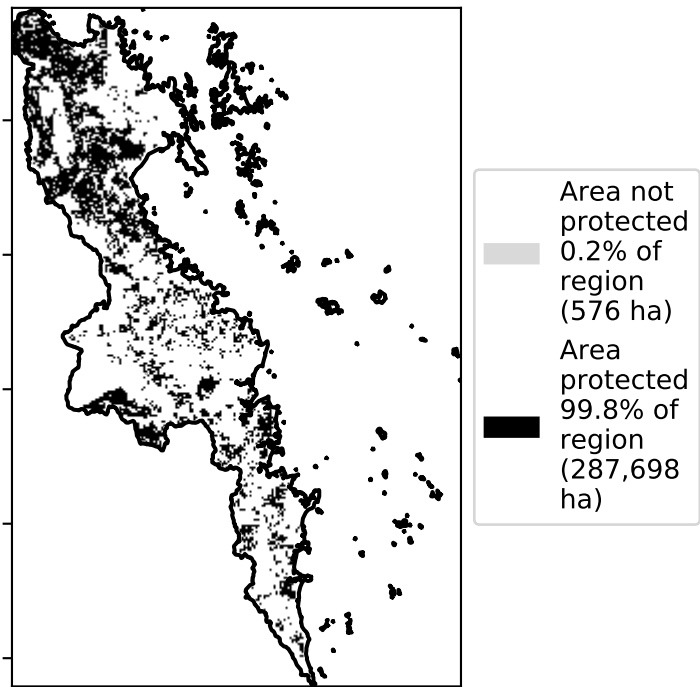 Area not
protected
0.2% of
region
(576 ha)
Area
protected
99.8% of
region
(287,698
ha)